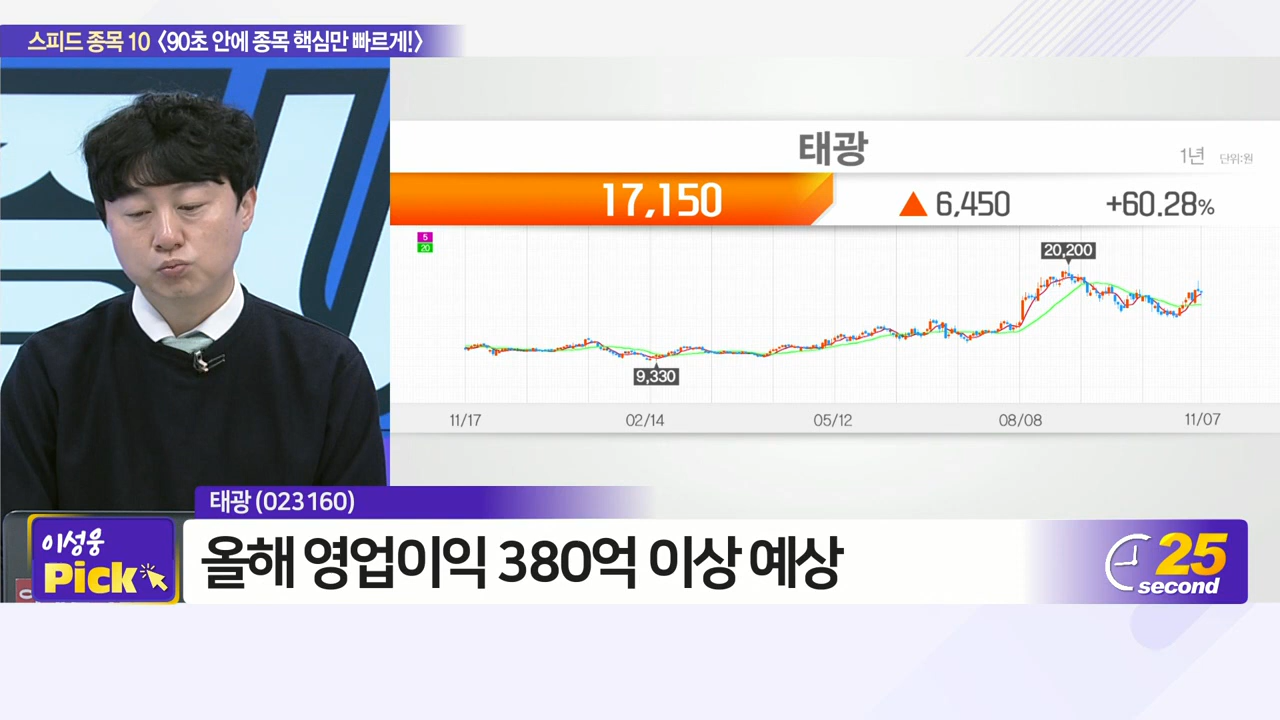 스피드 종목 10 〈90초 안에 종목 핵심만 빠르게!〉
태광
1년 단위:원
17,150 ▲ 6,450 +60.28%
5
20
20,200
9,330
11/17 02/14 05/12 08/08 11/07
태광 (023160)
이성웅
Pick
올해 영업이익 380억 이상 예상
25
second